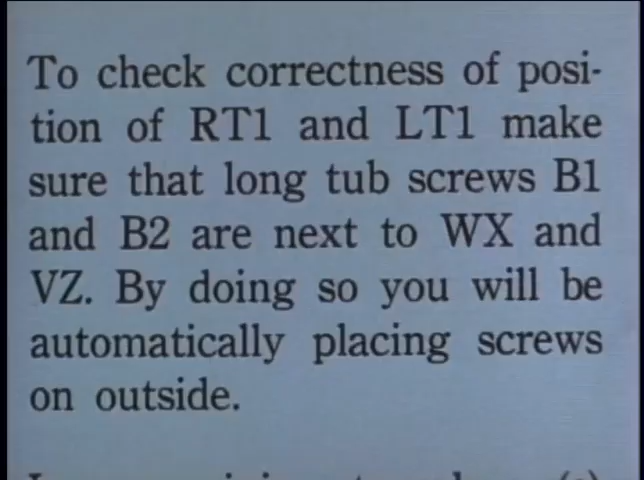 To check correctness of posi-
tion of RT1 and LT1 make
sure that long tub screws B1
and B2 are next to WX and
VZ. By doing so you will be
automatically placing screws
on outside.